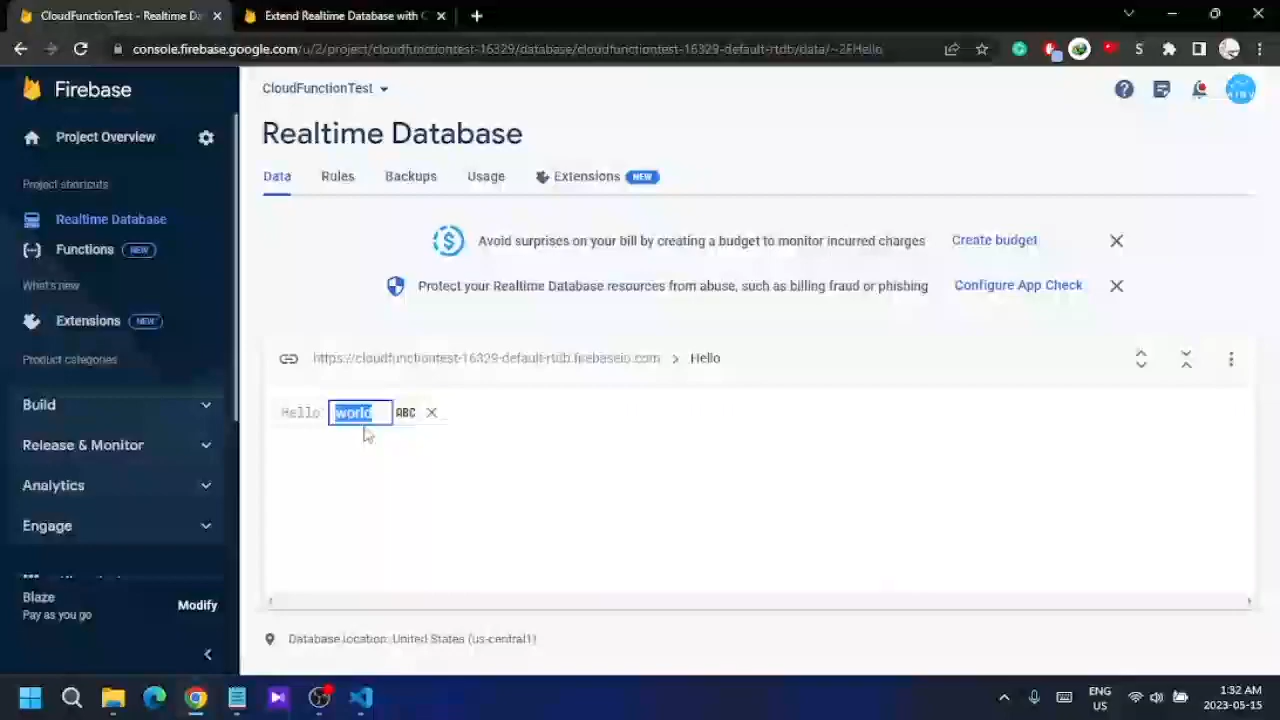 CloudFunctionTest - Realtime Da
Extend Realtime Database with C
console.firebase.google.com/u/2/project/cloudfunctiontest-16329/database/cloudfunctiontest-16329-default-rtdb/data/~2FHello
Firebase
CloudFunctionTest
Project Overview
Realtime Database
Data Rules Backups Usage Extensions NEW
Project shortcuts
Realtime Database
Functions NEW
Avoid surprises on your bill by creating a budget to monitor incurred charges Create budget
What's new
Protect your Realtime Database resources from abuse, such as billing fraud or phishing Configure App Check
Extensions NEW
Product categories
https://cloudfunctiontest-16329-default-rtdb.firebaseio.com > Hello
Build
Hello world ABC
Release & Monitor
Analytics
Engage
Blaze
Pay as you go
Modify
Database location: United States (us-central1)
ENG
US
1:32 AM
2023-05-15